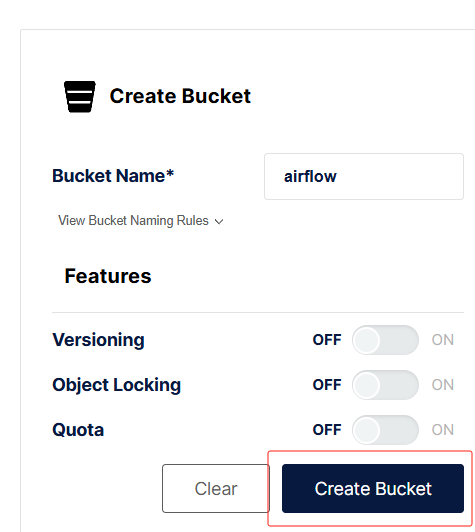 Create Bucket
Bucket Name* airflow
View Bucket Naming Rules
Features
Versioning OFF ON
Object Locking OFF ON
Quota OFF ON
Clear Create Bucket